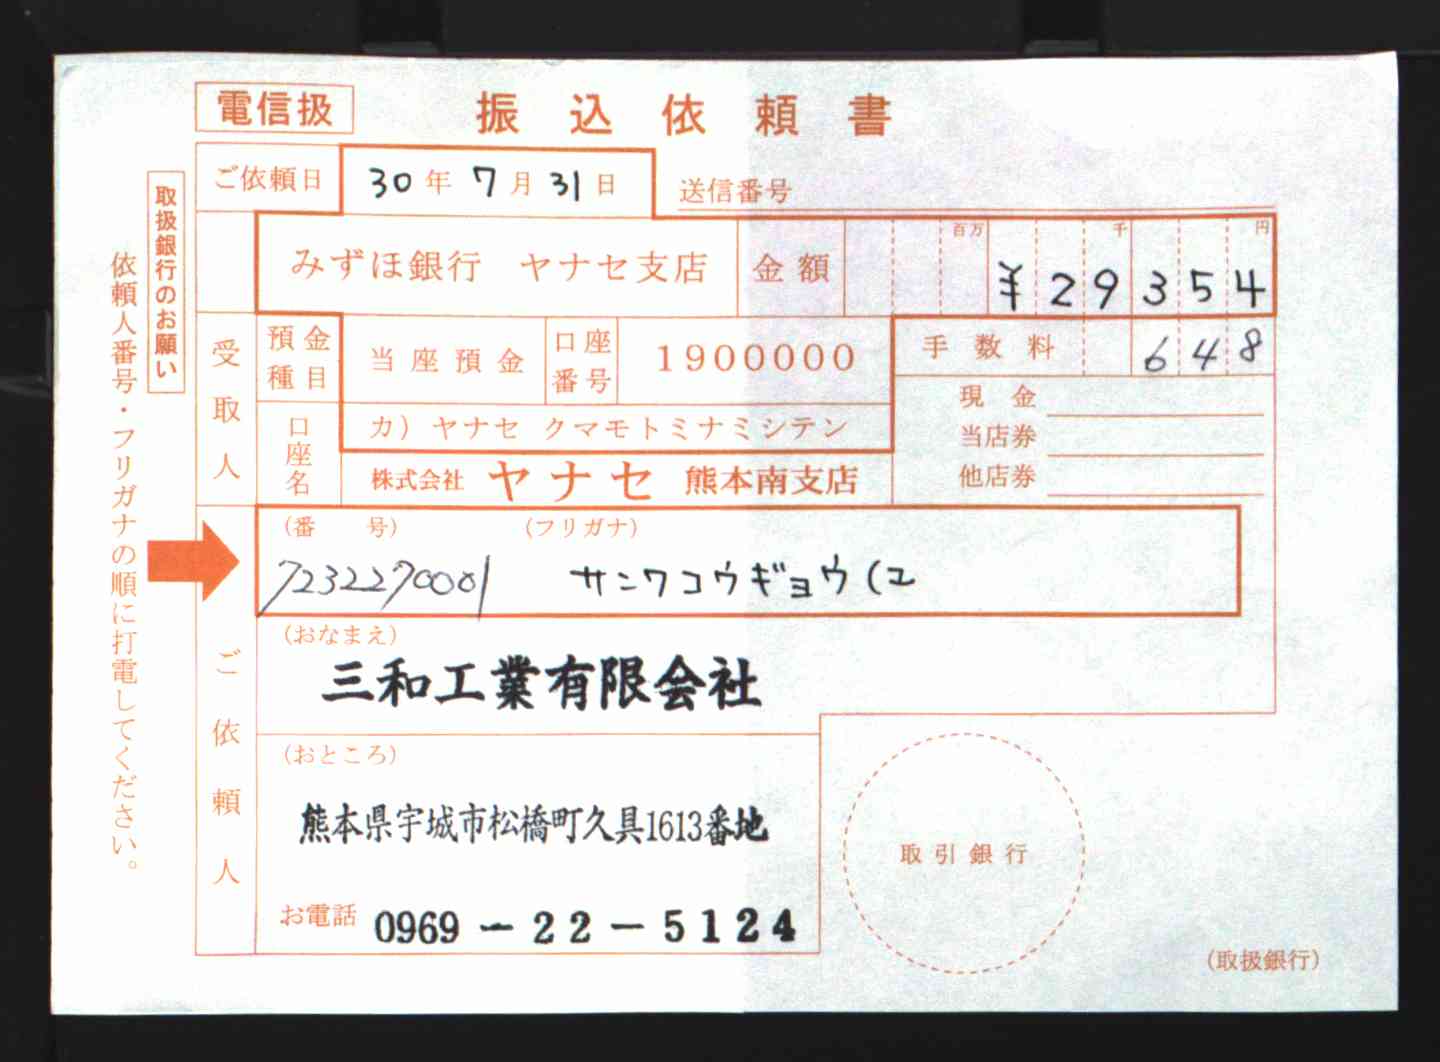 電信扱 振込依頼書
ご依頼日 30年7月31日 送信番号
みずほ銀行 ヤナセ支店 金額 百万 千 円 ¥29354
受取人 預金種目 当座預金 口座番号 1900000 手数料 648
口座名 カ)ヤナセ クマモトミナミシテン
株式会社 ヤナセ 熊本南支店
現金
当店券
他店券
ご依頼人
(番号) (フリガナ)
7232270001 サンワコウギョウ(ユ
(おなまえ)
三和工業有限会社
(おところ)
熊本県宇城市松橋町久具1613番地
お電話 0969-22-5124
取引銀行
(取扱銀行)
取扱銀行のお願い
依頼人番号・フリガナの順に打電してください。